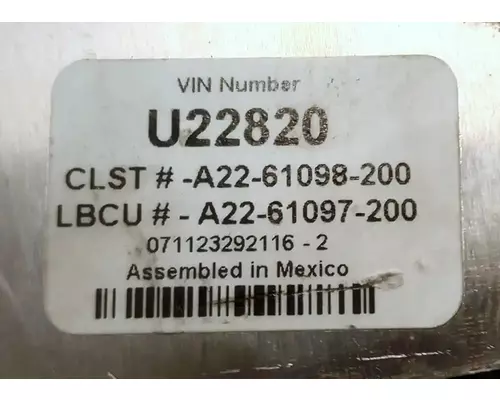 VIN Number
U22820
CLST # -A22-61098-200
LBCU # - A22-61097-200
071123292116 - 2
Assembled in Mexico